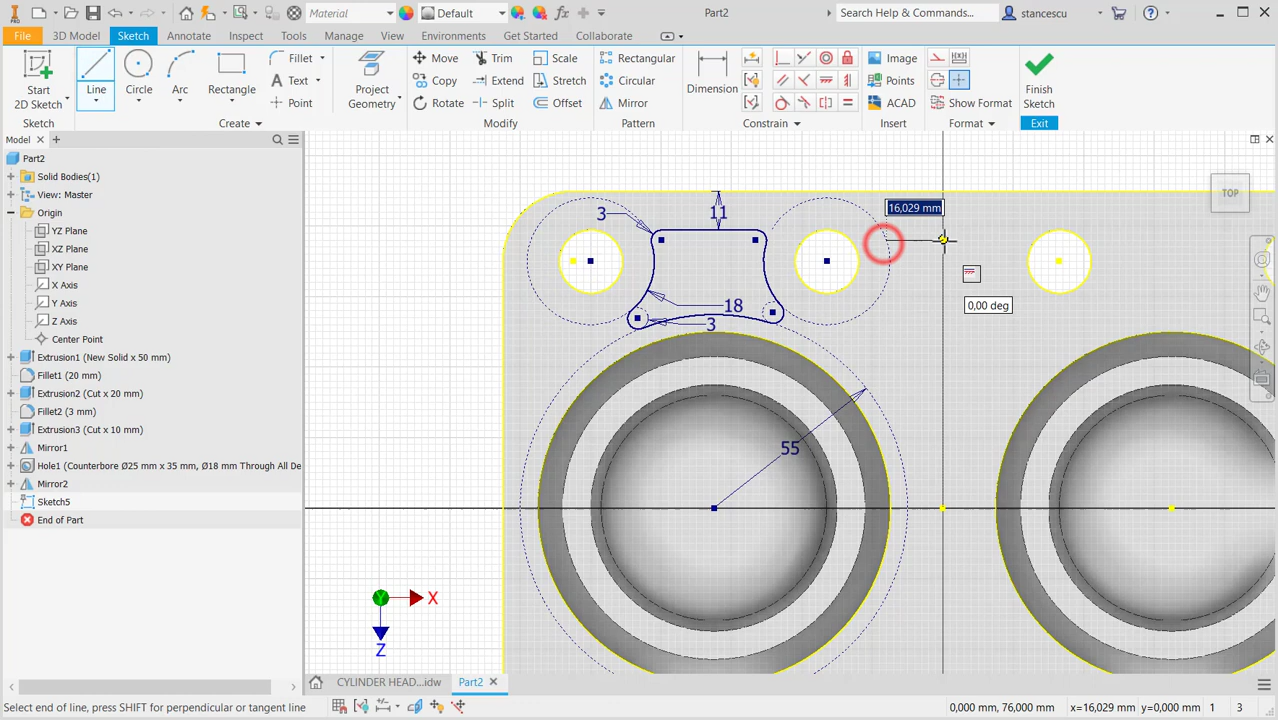 Material
Default
Part2
Search Help & Commands...
stancescu
PRO
File
3D Model
Sketch
Annotate
Inspect
Tools
Manage
View
Environments
Get Started
Collaborate
Start
2D Sketch
Line
Circle
Arc
Rectangle
Fillet
Text
Point
Project
Geometry
Move
Copy
Rotate
Trim
Extend
Split
Scale
Stretch
Offset
Rectangular
Circular
Mirror
Dimension
Image
Points
ACAD
Show Format
Finish
Sketch
Sketch
Create
Modify
Pattern
Constrain
Insert
Format
Exit
Model
Part2
Solid Bodies(1)
View: Master
Origin
YZ Plane
XZ Plane
XY Plane
X Axis
Y Axis
Z Axis
Center Point
Extrusion1 (New Solid x 50 mm)
Fillet1 (20 mm)
Extrusion2 (Cut x 20 mm)
Fillet2 (3 mm)
Extrusion3 (Cut x 10 mm)
Mirror1
Hole1 (Counterbore Ø25 mm x 35 mm, Ø18 mm Through All De
Mirror2
Sketch5
End of Part
TOP
3
11
16,029 mm
0,00 deg
18
3
55
Y
X
Z
CYLINDER HEAD...idw
Part2
Select end of line, press SHIFT for perpendicular or tangent line
0,000 mm, 76,000 mm
x=16,029 mm
y=0,000 mm
1
3